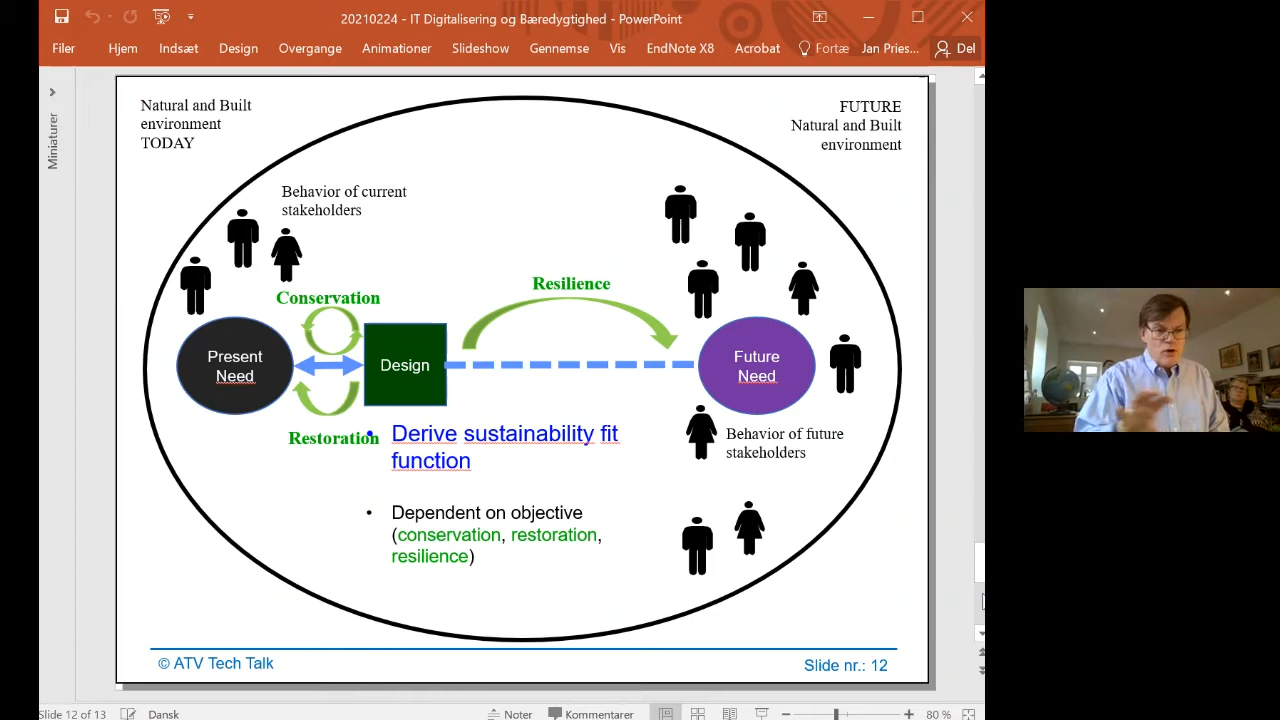 20210224 - IT Digitalisering og Bæredygtighed - PowerPoint
Filer Hjem Indsæt Design Overgange Animationer Slideshow Gennemse Vis EndNote X8 Acrobat Fortæ Jan Pries... Del
Miniaturer
Natural and Built
environment
TODAY
FUTURE
Natural and Built
environment
Behavior of current
stakeholders
Conservation
Resilience
Present
Need
Design
Future
Need
Restoration
• Derive sustainability fit
function
Behavior of future
stakeholders
• Dependent on objective
(conservation, restoration,
resilience)
© ATV Tech Talk
Slide nr.: 12
Slide 12 of 13 Dansk Noter Kommentarer 80 %